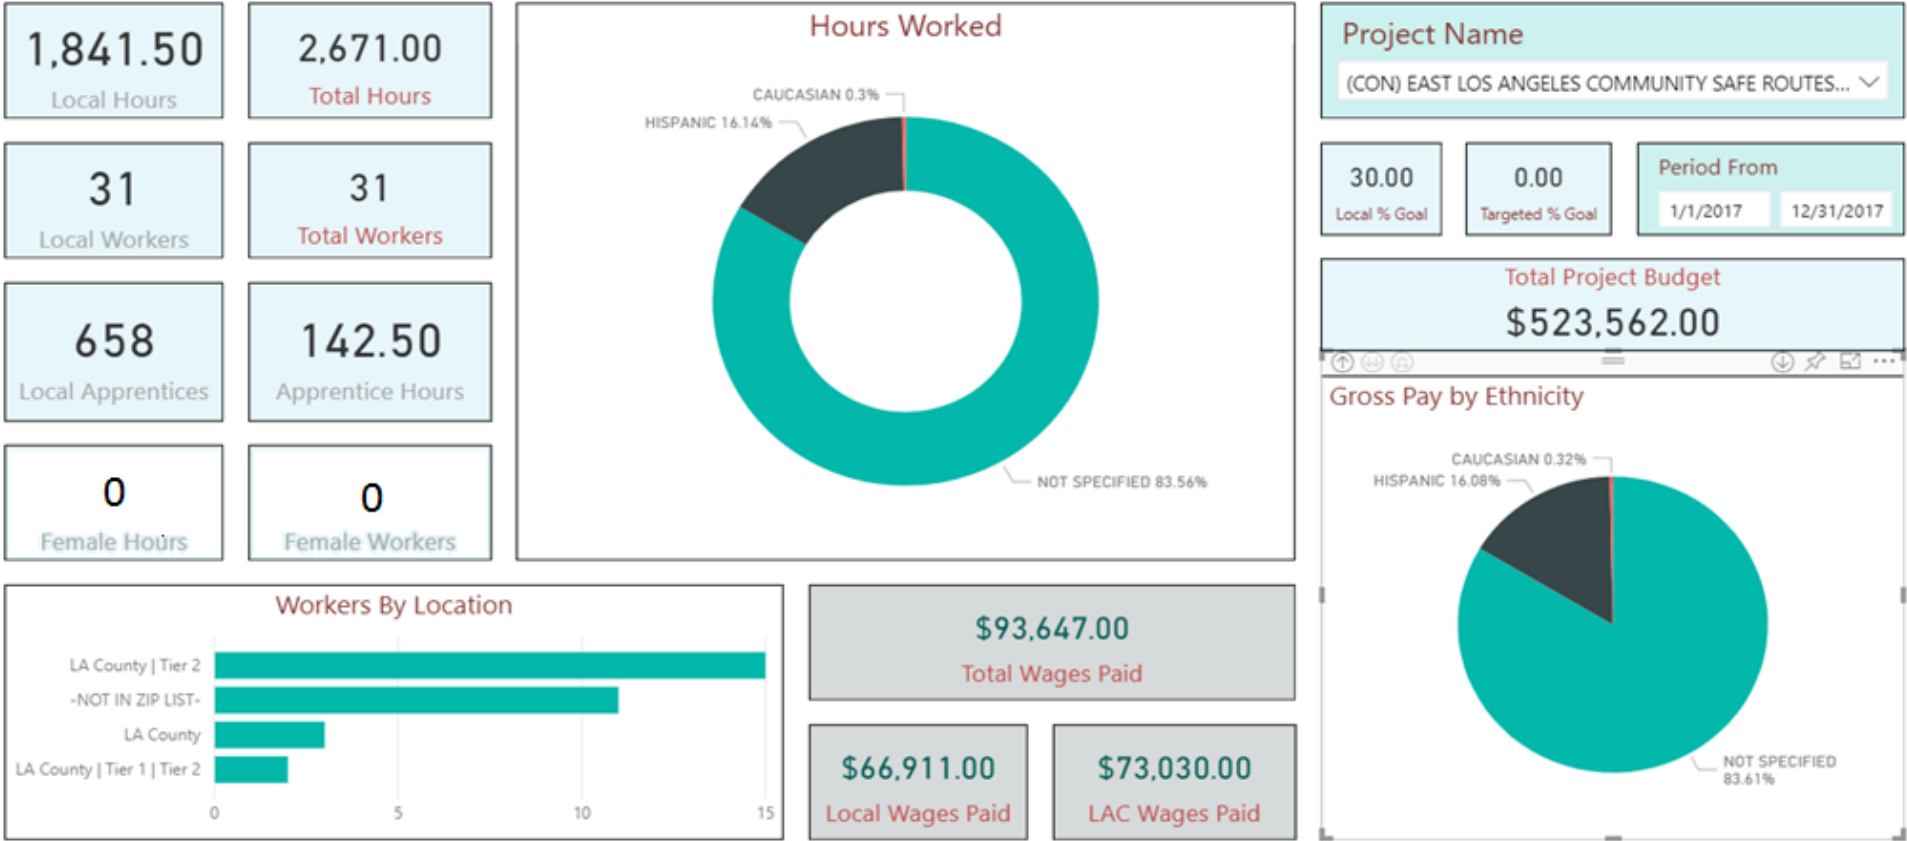 1,841.50
Local Hours
2,671.00
Total Hours
31
Local Workers
31
Total Workers
658
Local Apprentices
142.50
Apprentice Hours
0
Female Hours
0
Female Workers
Hours Worked
CAUCASIAN 0.3%
HISPANIC 16.14%
NOT SPECIFIED 83.56%
Project Name
(CON) EAST LOS ANGELES COMMUNITY SAFE ROUTES...
30.00
Local % Goal
0.00
Targeted % Goal
Period From
1/1/2017
12/31/2017
Total Project Budget
$523,562.00
Gross Pay by Ethnicity
CAUCASIAN 0.32%
HISPANIC 16.08%
NOT SPECIFIED
83.61%
Workers By Location
LA County | Tier 2
-NOT IN ZIP LIST-
LA County
LA County | Tier 1 | Tier 2
0 5 10 15
$93,647.00
Total Wages Paid
$66,911.00
Local Wages Paid
$73,030.00
LAC Wages Paid